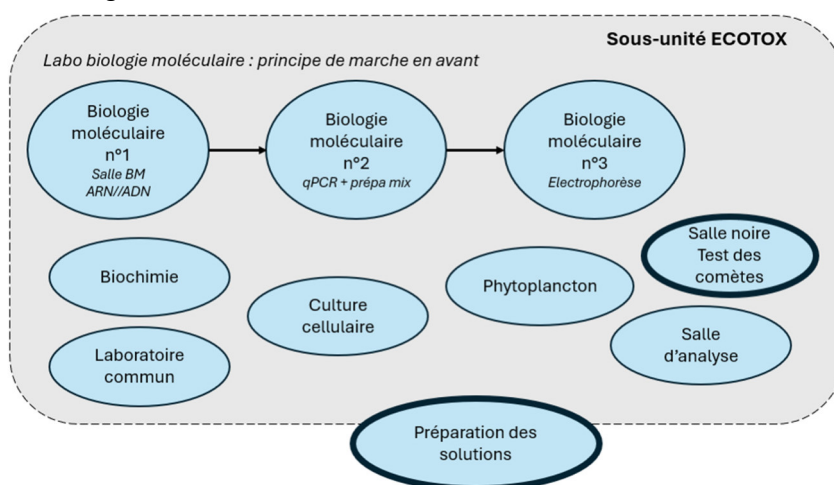 Sous-unité ECOTOX
Labo biologie moléculaire : principe de marche en avant
Biologie
moléculaire
n°1
Salle BM
ARN//ADN
Biologie
moléculaire
n°2
qPCR + prépa mix
Biologie
moléculaire
n°3
Electrophorèse
Salle noire
Test des
comètes
Biochimie
Phytoplancton
Culture
cellulaire
Salle
d'analyse
Laboratoire
commun
Préparation des
solutions